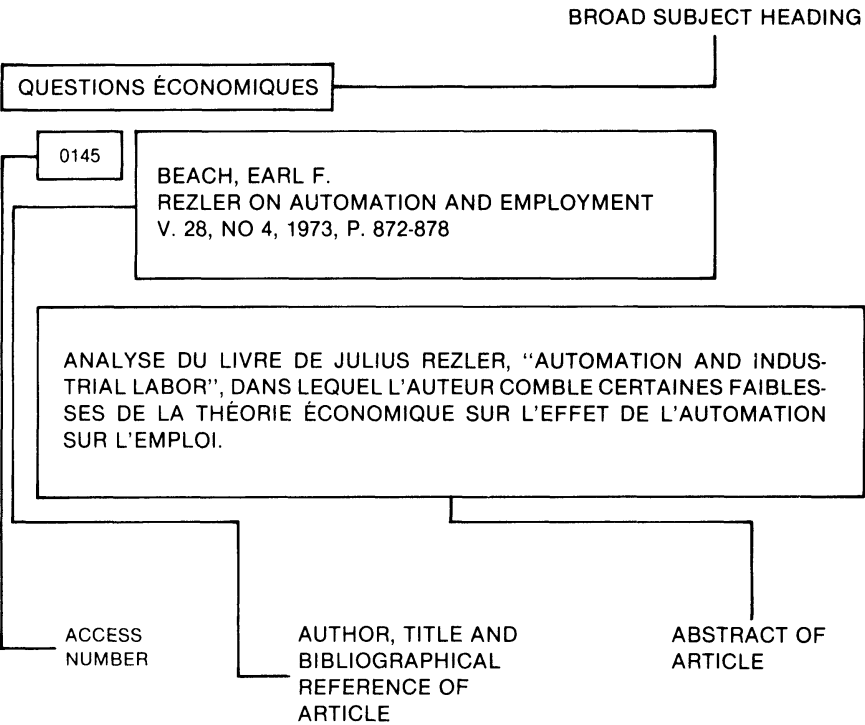 BROAD SUBJECT HEADING
QUESTIONS ÉCONOMIQUES
0145
BEACH, EARL F.
REZLER ON AUTOMATION AND EMPLOYMENT
V. 28, NO 4, 1973, P. 872-878
ANALYSE DU LIVRE DE JULIUS REZLER, "AUTOMATION AND INDUS-
TRIAL LABOR", DANS LEQUEL L'AUTEUR COMBLE CERTAINES FAIBLES-
SES DE LA THÉORIE ÉCONOMIQUE SUR L'EFFET DE L'AUTOMATION
SUR L'EMPLOI.
ACCESS
NUMBER
AUTHOR, TITLE AND
BIBLIOGRAPHICAL
REFERENCE OF
ARTICLE
ABSTRACT OF
ARTICLE